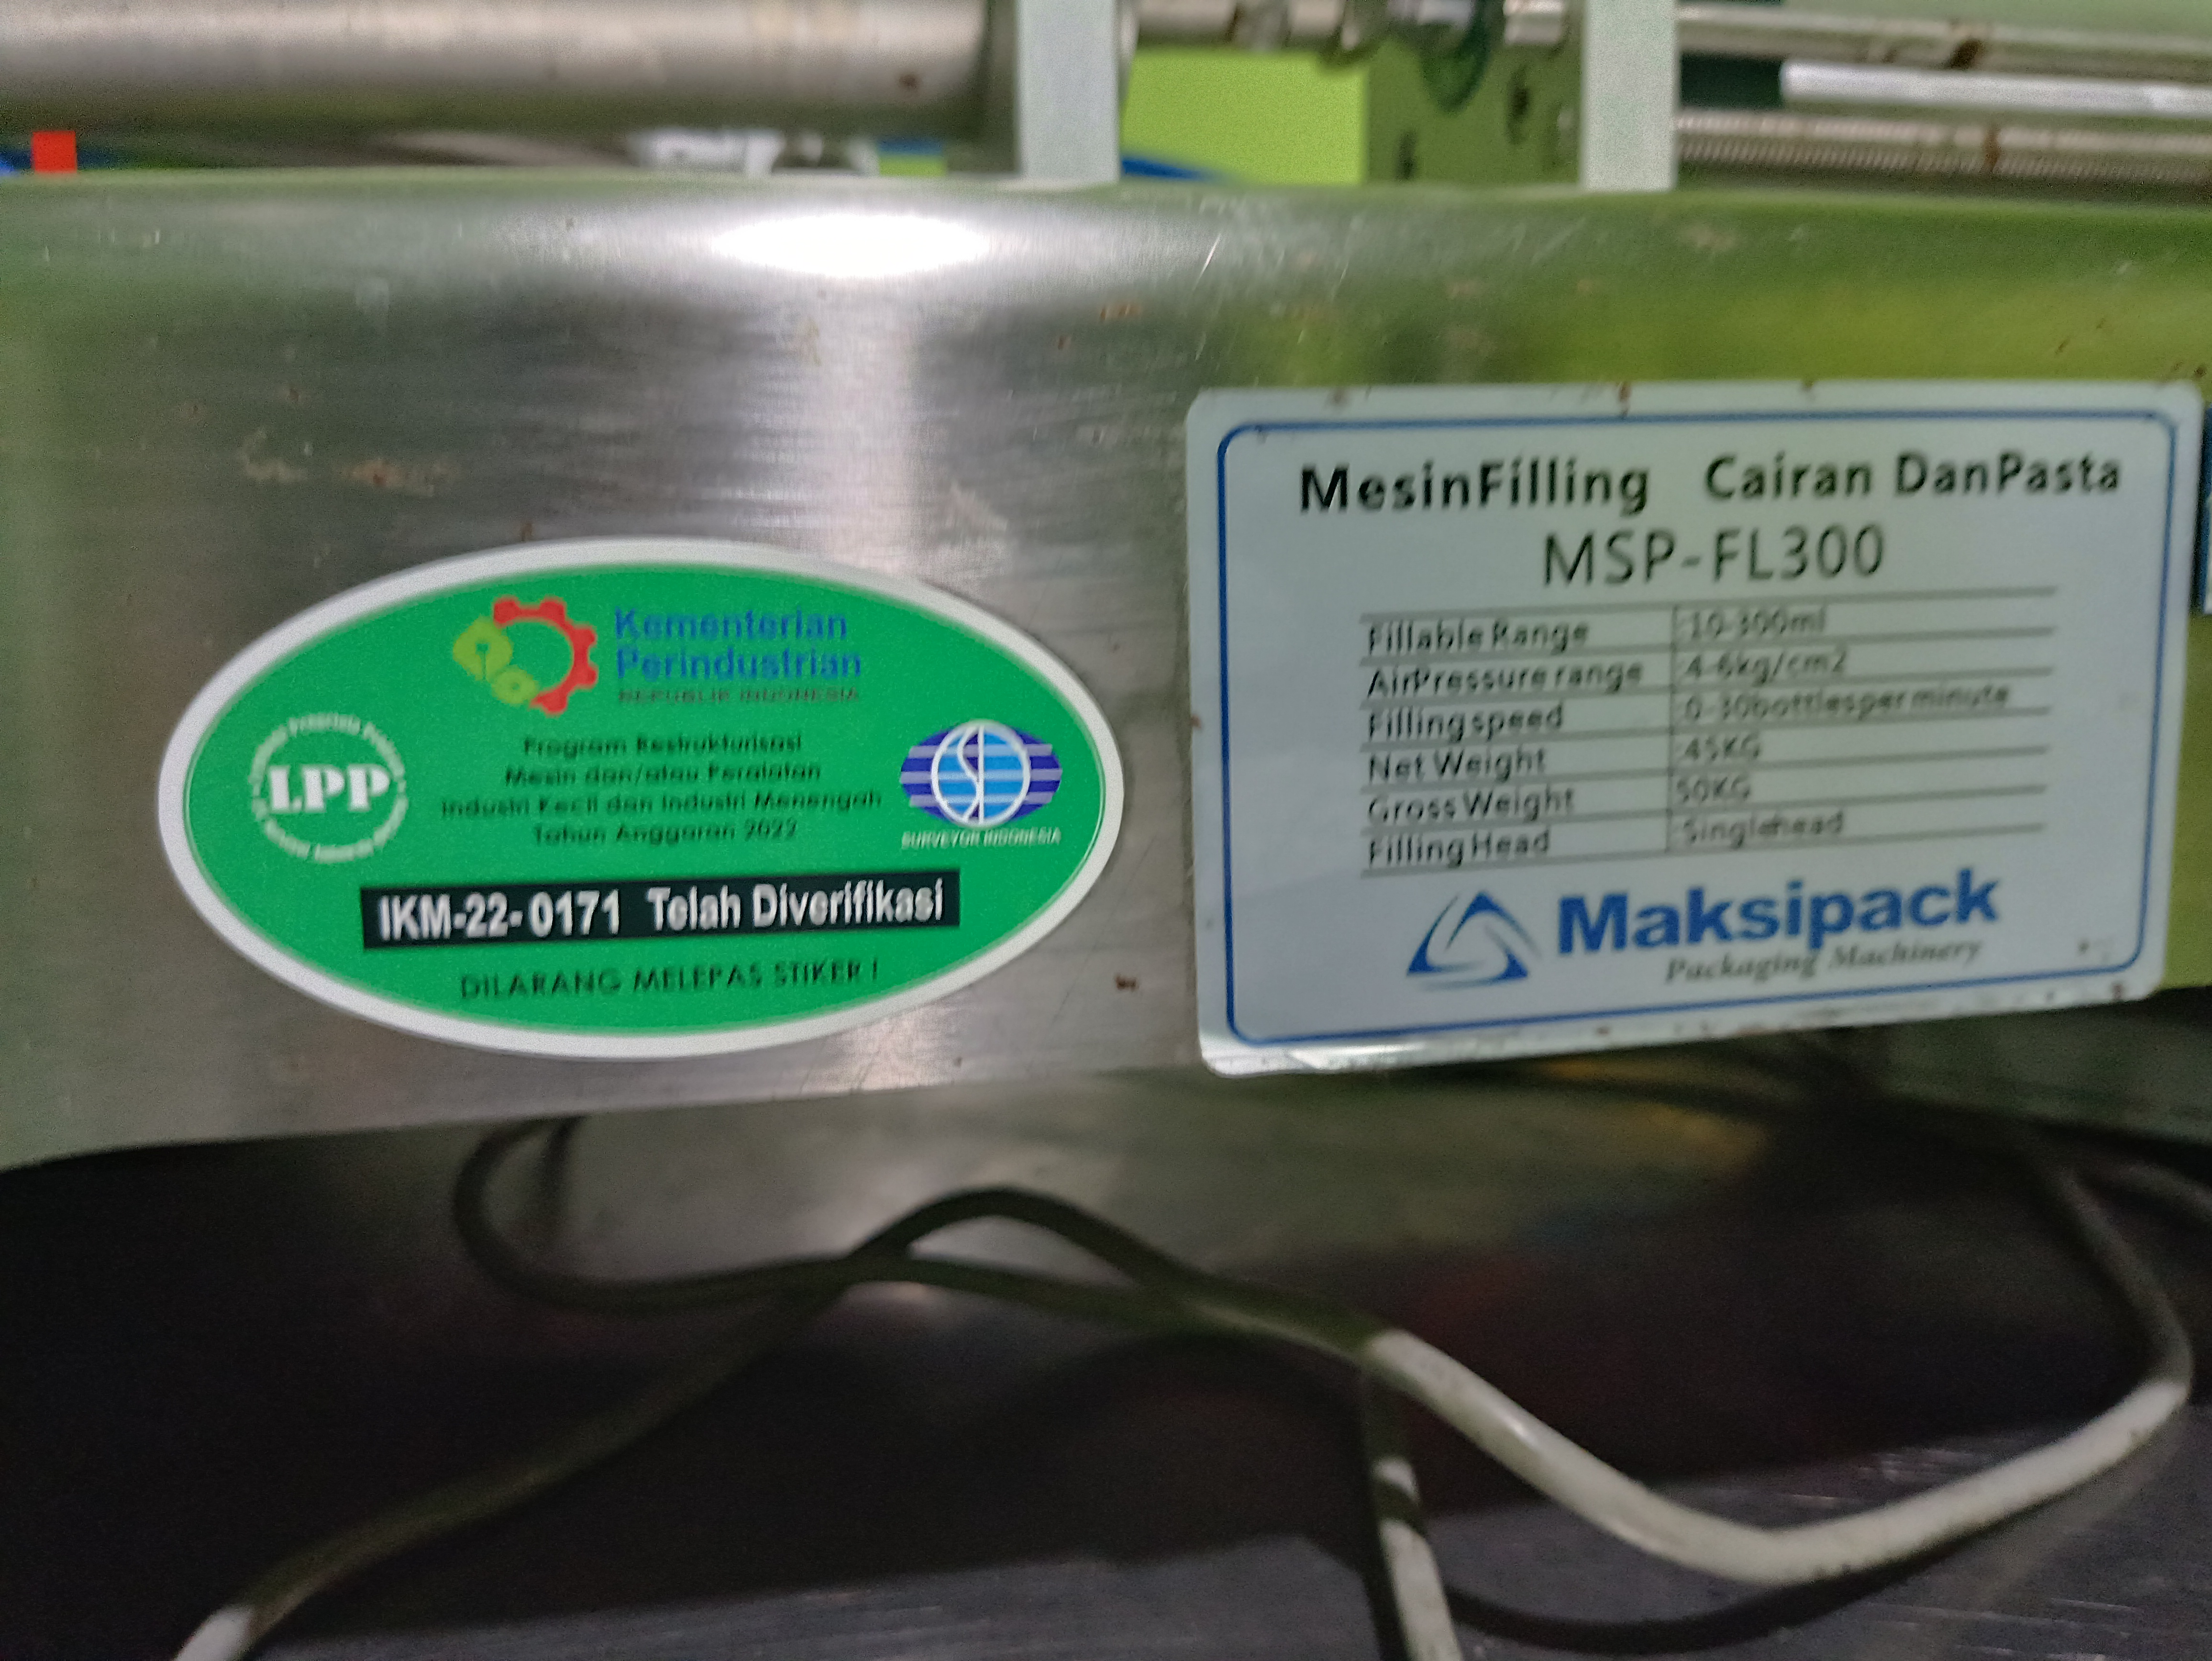 Kementerian
Perindustrian
REPUBLIK INDONESIA
LPP
Program Restrukturisasi
Mesin dan/atau Peralatan
Industri Kecil dan Industri Menengah
Tahun Anggaran 2022
SURVEYOR INDONESIA
IKM-22-0171 Telah Diverifikasi
DILARANG MELEPAS STIKER !
MesinFilling Cairan DanPasta
MSP-FL300
Fillable Range :10-300ml
AirPressure range :4-6kg/cm2
Fillingspeed :0-30bottlesperminute
Net Weight :45KG
Gross Weight :50KG
Filling Head :Singlehead
Maksipack
Packaging Machinery